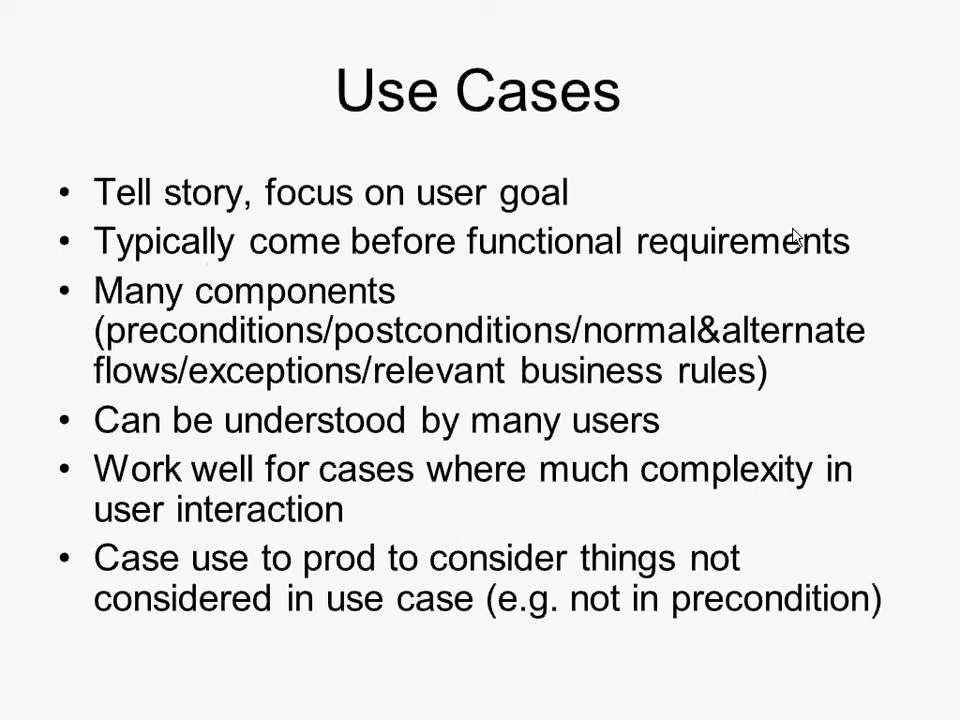 Use Cases
• Tell story, focus on user goal
• Typically come before functional requirements
• Many components
(preconditions/postconditions/normal&alternate
flows/exceptions/relevant business rules)
• Can be understood by many users
• Work well for cases where much complexity in
user interaction
• Case use to prod to consider things not
considered in use case (e.g. not in precondition)